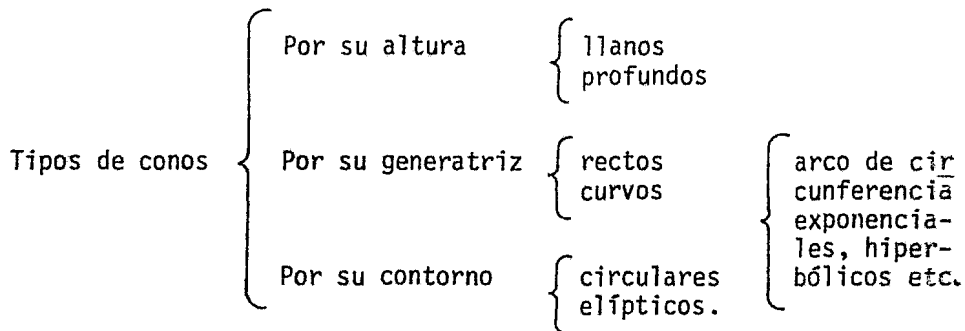 Por su altura
llanos
profundos
Tipos de conos
Por su generatriz
rectos
curvos
arco de cir
cunferencia
exponencia-
les, hiper-
bólicos etc.
Por su contorno
circulares
elípticos.